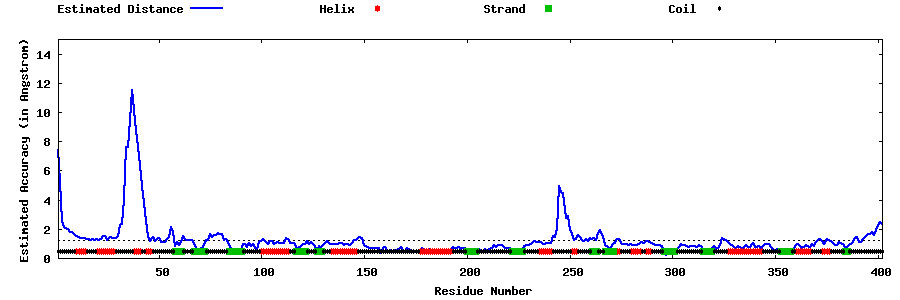 Estimated Distance Helix Strand Coil
Estimated Accuracy (in Angstrom)
14
12
10
8
6
4
2
0
50 100 150 200 250 300 350 400
Residue Number